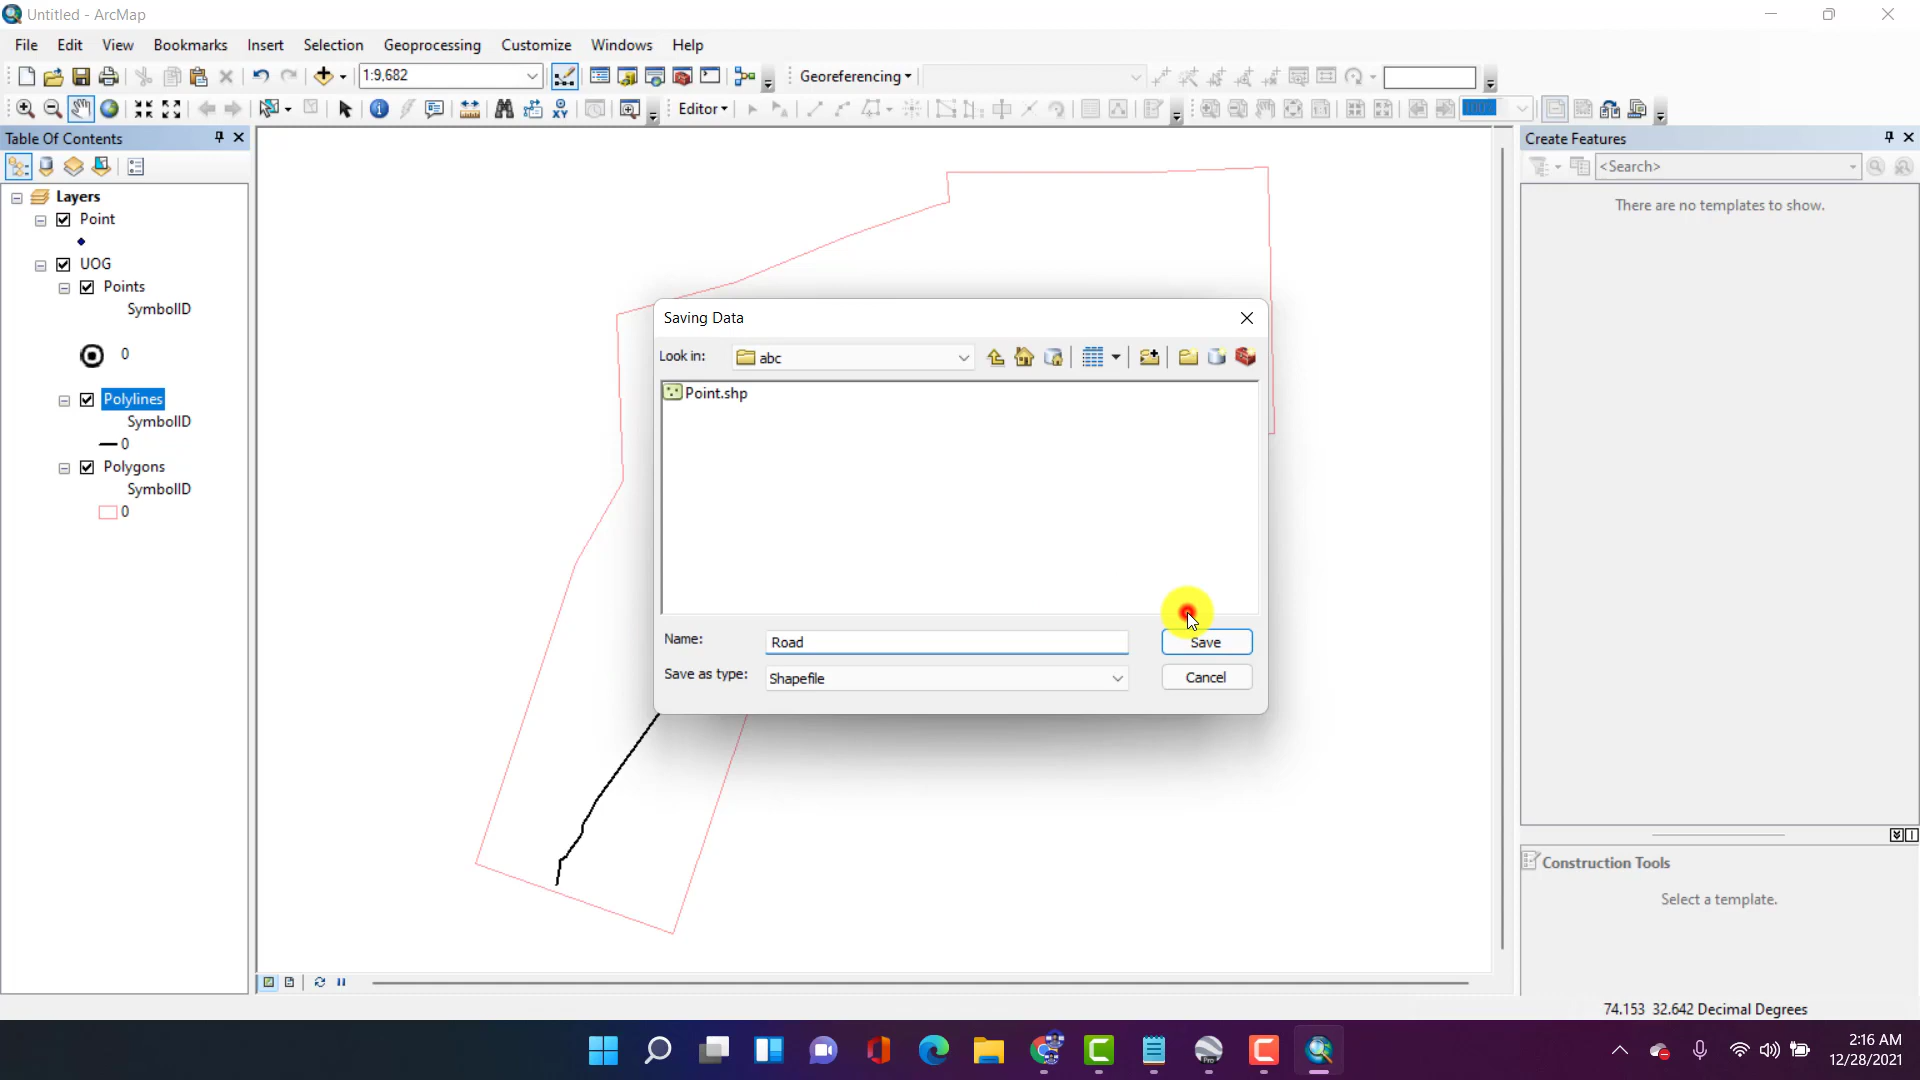 Untitled - ArcMap
File Edit View Bookmarks Insert Selection Geoprocessing Customize Windows Help
1:9,682
Georeferencing
Editor
Table Of Contents
Layers
Point
UOG
Points
SymbolID
0
Polylines
SymbolID
0
Polygons
SymbolID
0
Saving Data
Look in: abc
Point.shp
Name: Road
Save
Save as type: Shapefile
Cancel
Create Features
<Search>
There are no templates to show.
Construction Tools
Select a template.
74.153 32.642 Decimal Degrees
2:16 AM
12/28/2021